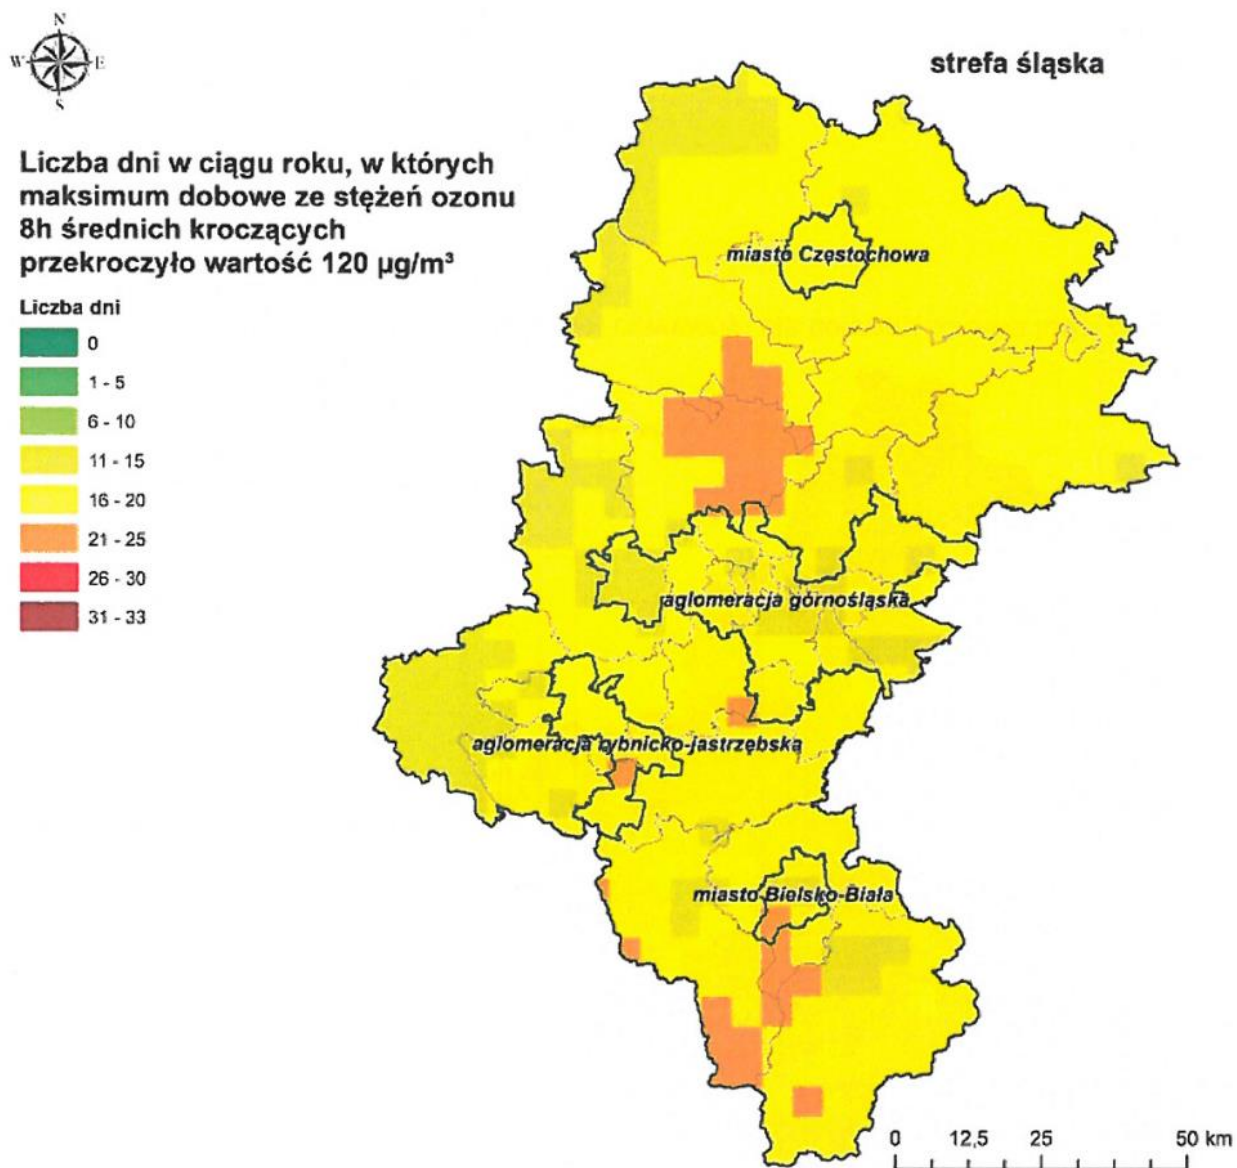 N
W E
S
strefa śląska
Liczba dni w ciągu roku, w których
maksimum dobowe ze stężeń ozonu
8h średnich kroczących
przekroczyło wartość 120 µg/m³
Liczba dni
0
1 - 5
6 - 10
11 - 15
16 - 20
21 - 25
26 - 30
31 - 33
miasto Częstochowa
aglomeracja górnośląska
aglomeracja rybnicko-jastrzębska
miasto Bielsko-Biała
0 12,5 25 50 km